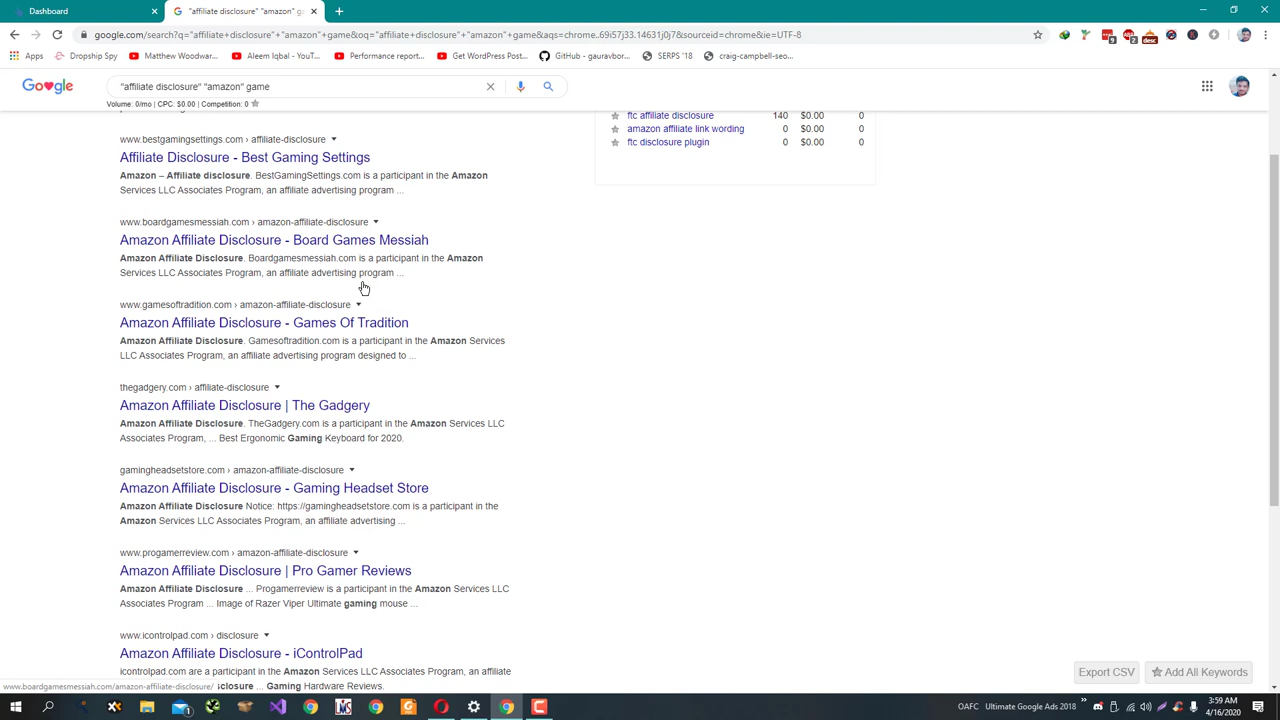 Dashboard
"affiliate disclosure" "amazon" ga
google.com/search?q="affiliate+disclosure"+"amazon"+game&oq="affiliate+disclosure"+"amazon"+game&aqs=chrome..69i57j33.14631j0j7&sourceid=chrome&ie=UTF-8
Apps
Dropship Spy
Matthew Woodwar...
Aleem Iqbal - YouT...
Performance report...
Get WordPress Post...
GitHub - gauravbor...
SERPS '18
craig-campbell-seo...
"affiliate disclosure" "amazon" game
Volume: 0/mo | CPC: $0.00 | Competition: 0
ftc affiliate disclosure 140 $0.00 0
amazon affiliate link wording 0 $0.00 0
ftc disclosure plugin 0 $0.00 0
www.bestgamingsettings.com › affiliate-disclosure
Affiliate Disclosure - Best Gaming Settings
Amazon – Affiliate disclosure. BestGamingSettings.com is a participant in the Amazon
Services LLC Associates Program, an affiliate advertising program ...
www.boardgamesmessiah.com › amazon-affiliate-disclosure
Amazon Affiliate Disclosure - Board Games Messiah
Amazon Affiliate Disclosure. Boardgamesmessiah.com is a participant in the Amazon
Services LLC Associates Program, an affiliate advertising program ...
www.gamesoftradition.com › amazon-affiliate-disclosure
Amazon Affiliate Disclosure - Games Of Tradition
Amazon Affiliate Disclosure. Gamesoftradition.com is a participant in the Amazon Services
LLC Associates Program, an affiliate advertising program designed to ...
thegadgery.com › affiliate-disclosure
Amazon Affiliate Disclosure | The Gadgery
Amazon Affiliate Disclosure. TheGadgery.com is a participant in the Amazon Services LLC
Associates Program, ... Best Ergonomic Gaming Keyboard for 2020.
gamingheadsetstore.com › amazon-affiliate-disclosure
Amazon Affiliate Disclosure - Gaming Headset Store
Amazon Affiliate Disclosure Notice: https://gamingheadsetstore.com is a participant in the
Amazon Services LLC Associates Program, an affiliate advertising ...
www.progamerreview.com › amazon-affiliate-disclosure
Amazon Affiliate Disclosure | Pro Gamer Reviews
Amazon Affiliate Disclosure ... Progamerreview is a participant in the Amazon Services LLC
Associates Program ... Image of Razer Viper Ultimate gaming mouse ...
www.icontrolpad.com › disclosure
Amazon Affiliate Disclosure - iControlPad
icontrolpad.com are a participant in the Amazon Services LLC Associates Program, an affiliate
sclosure ... Gaming Hardware Reviews.
Export CSV
Add All Keywords
www.boardgamesmessiah.com/amazon-affiliate-disclosure/
OAFC
Ultimate Google Ads 2018
3:59 AM
4/16/2020